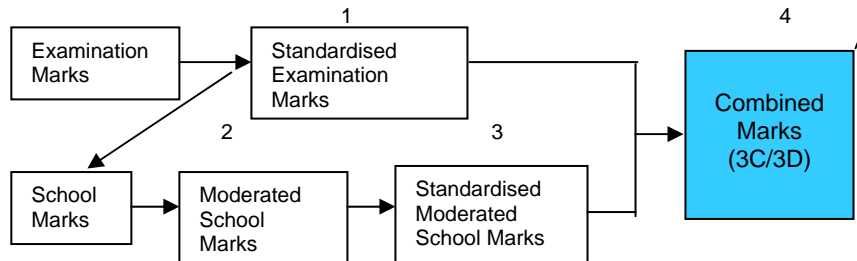 1
4
Examination
Marks
Standardised
Examination
Marks
Combined
Marks
(3C/3D)
2
3
School
Marks
Moderated
School
Marks
Standardised
Moderated
School Marks